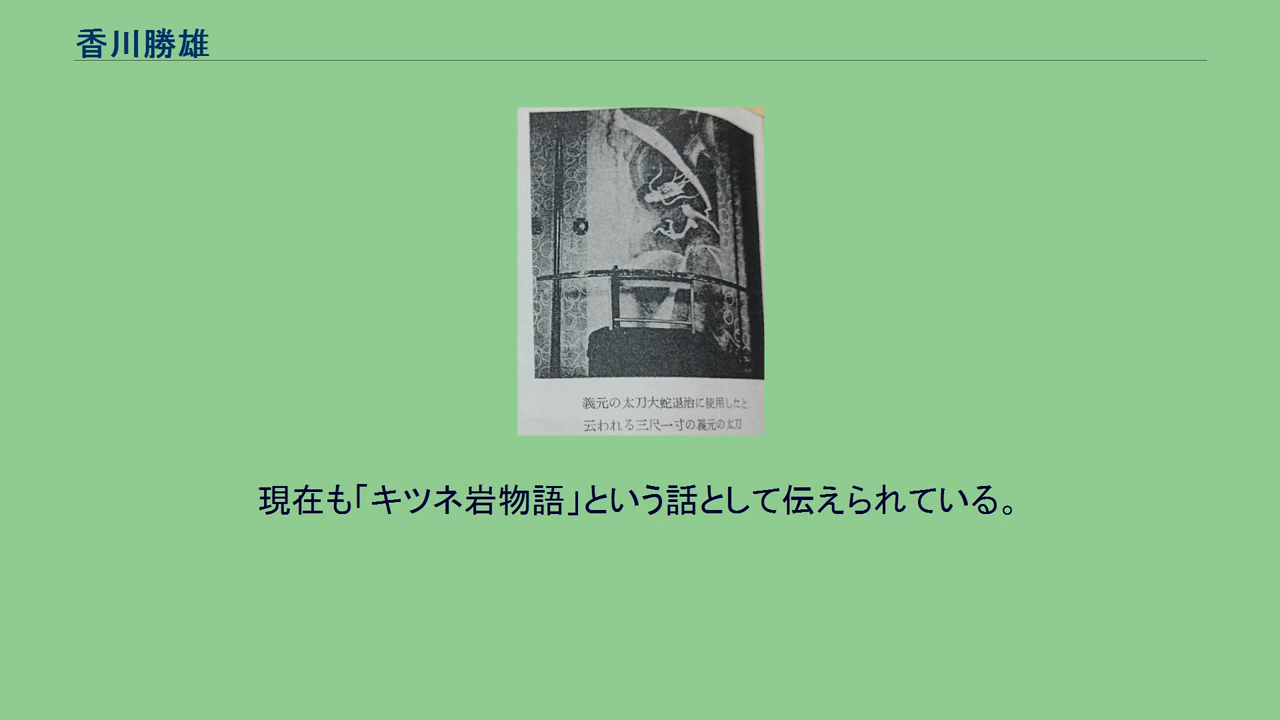 香川勝雄
義元の太刀大蛇退治に使用したと
云われる三尺一寸の義元の太刀
現在も「キツネ岩物語」という話として伝えられている。